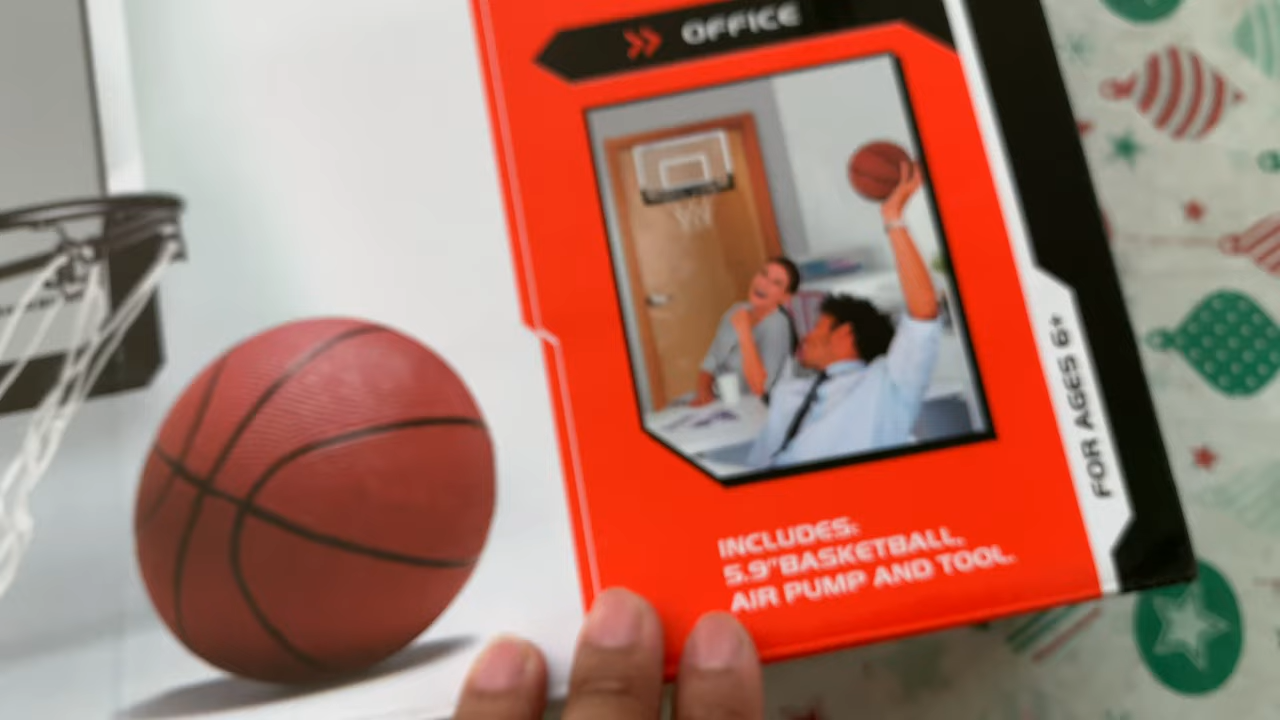 OFFICE
FOR AGES 6+
INCLUDES:
5.9"BASKETBALL,
AIR PUMP AND TOOL.